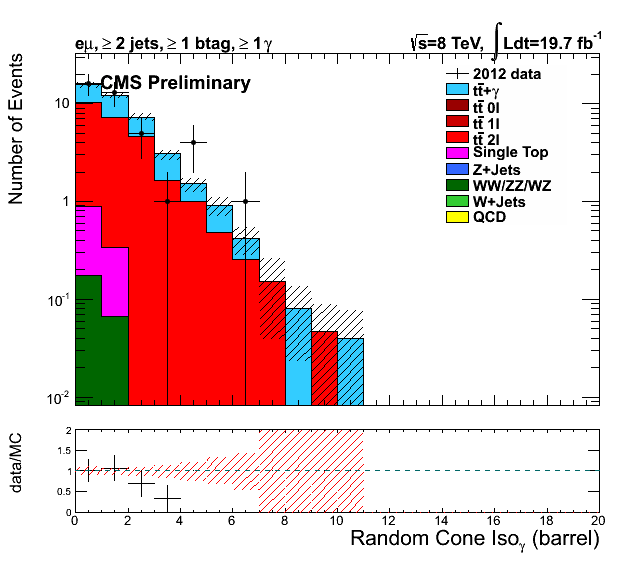 eμ, ≥ 2 jets, ≥ 1 btag, ≥ 1γ
√s=8 TeV, ∫ Ldt=19.7 fb⁻¹
CMS Preliminary
2012 data
tt̄+γ
tt̄ 0l
tt̄ 1l
tt̄ 2l
Single Top
Z+Jets
WW/ZZ/WZ
W+Jets
QCD
Number of Events
10
1
10⁻¹
10⁻²
data/MC
2
1.5
1
0.5
0
0 2 4 6 8 10 12 14 16 18 20
Random Cone Iso_γ (barrel)